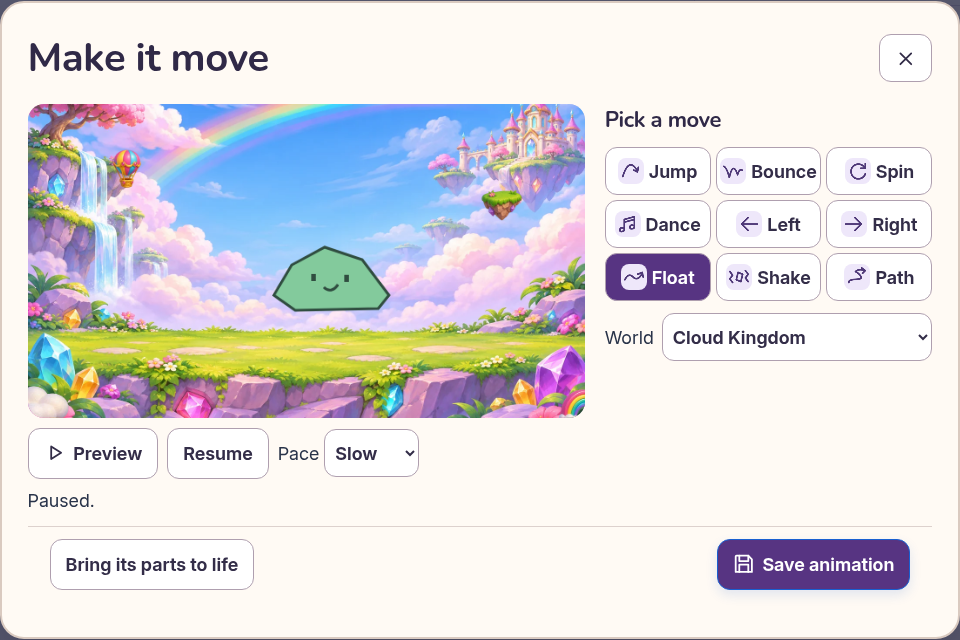 Make it move
Pick a move
Jump
Bounce
Spin
Dance
Left
Right
Float
Shake
Path
World
Cloud Kingdom
Preview
Resume
Pace
Slow
Paused.
Bring its parts to life
Save animation